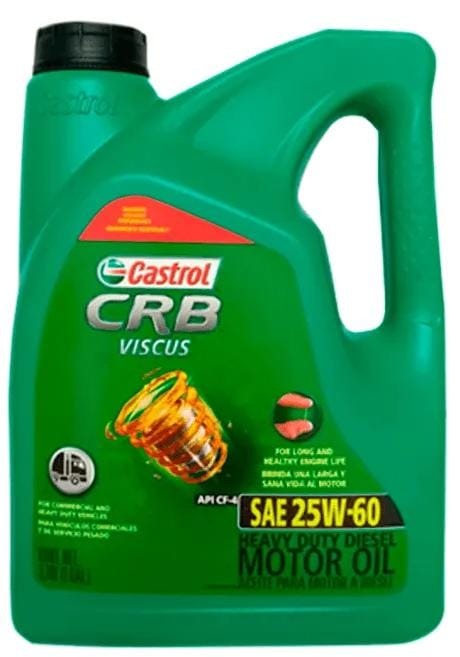 Castrol
Castrol
CRB
VISCUS
FOR LONG AND
HEALTHY ENGINE LIFE
BRINDA UNA LARGA Y
SANA VIDA AL MOTOR
API CF-4
SAE 25W-60
FOR COMMERCIAL AND
HEAVY DUTY VEHICLES
PARA VEHÍCULOS COMERCIALES
Y DE SERVICIO PESADO
HEAVY DUTY DIESEL
MOTOR OIL
ACEITE PARA MOTOR A DIESEL